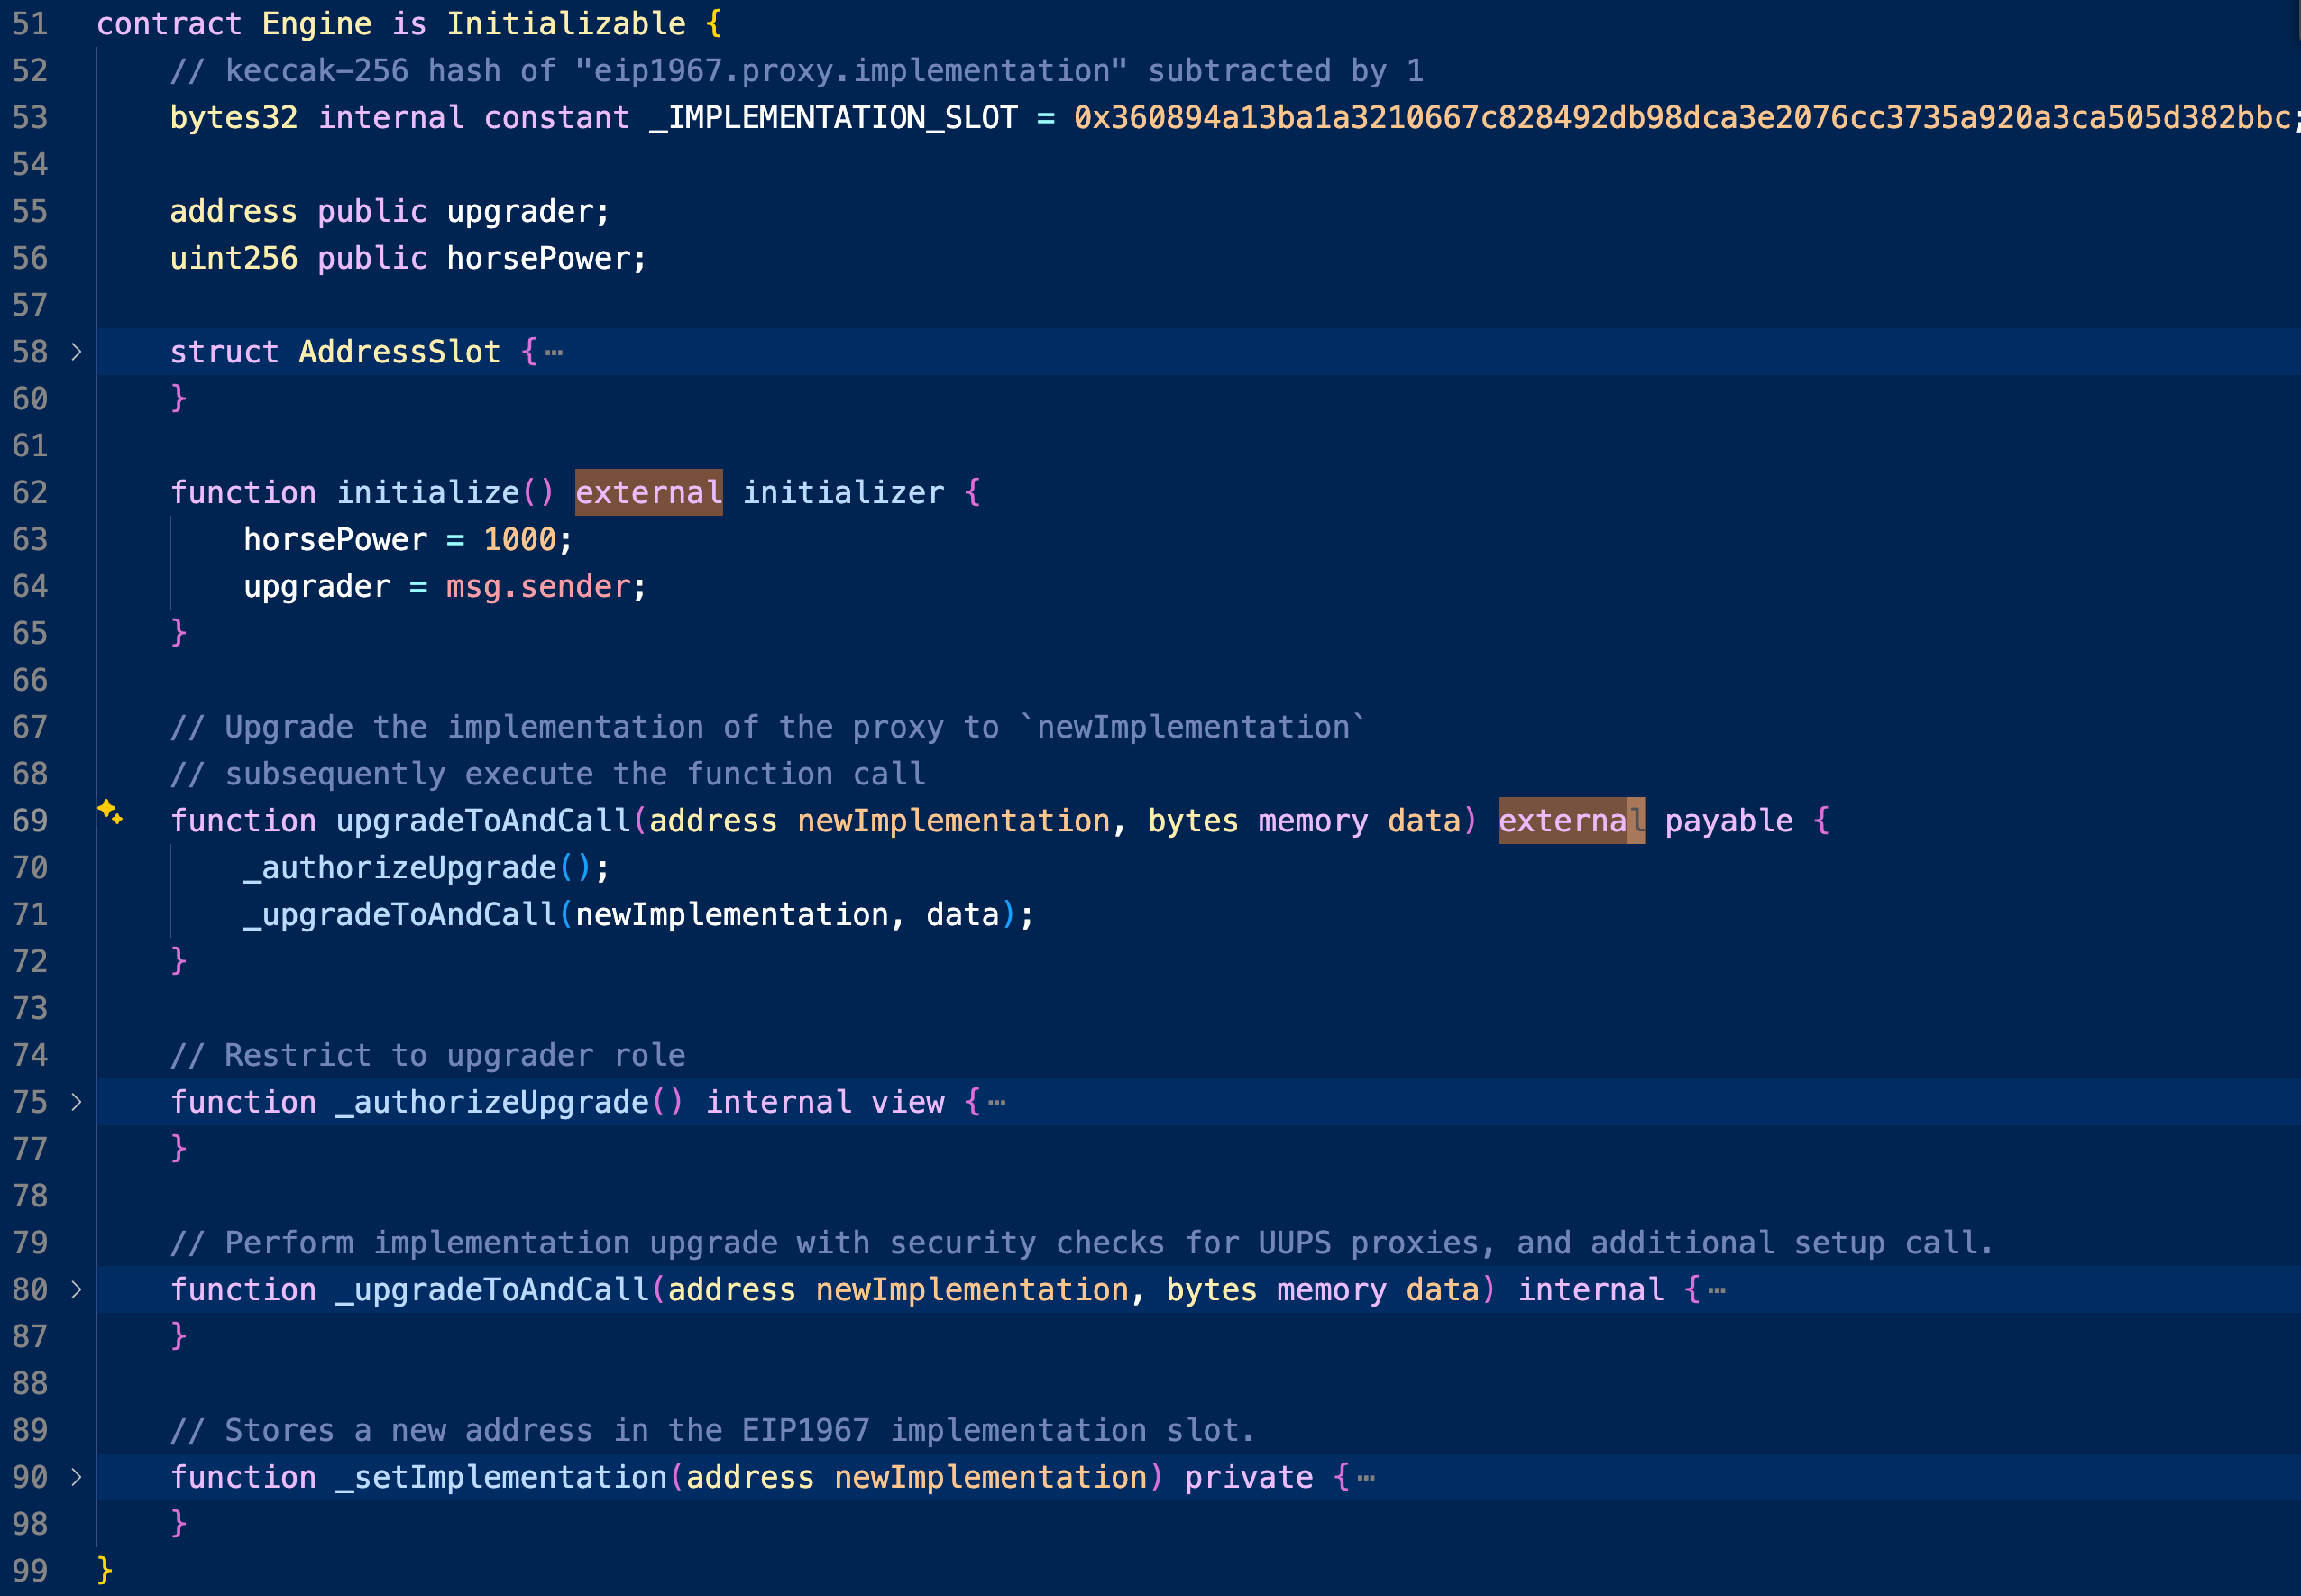 51 contract Engine is Initializable {
52 // keccak-256 hash of "eip1967.proxy.implementation" subtracted by 1
53 bytes32 internal constant _IMPLEMENTATION_SLOT = 0x360894a13ba1a3210667c828492db98dca3e2076cc3735a920a3ca505d382bbc;
54
55 address public upgrader;
56 uint256 public horsePower;
57
58 struct AddressSlot {…
60 }
61
62 function initialize() external initializer {
63 horsePower = 1000;
64 upgrader = msg.sender;
65 }
66
67 // Upgrade the implementation of the proxy to `newImplementation`
68 // subsequently execute the function call
69 function upgradeToAndCall(address newImplementation, bytes memory data) external payable {
70 _authorizeUpgrade();
71 _upgradeToAndCall(newImplementation, data);
72 }
73
74 // Restrict to upgrader role
75 function _authorizeUpgrade() internal view {…
77 }
78
79 // Perform implementation upgrade with security checks for UUPS proxies, and additional setup call.
80 function _upgradeToAndCall(address newImplementation, bytes memory data) internal {…
87 }
88
89 // Stores a new address in the EIP1967 implementation slot.
90 function _setImplementation(address newImplementation) private {…
98 }
99 }